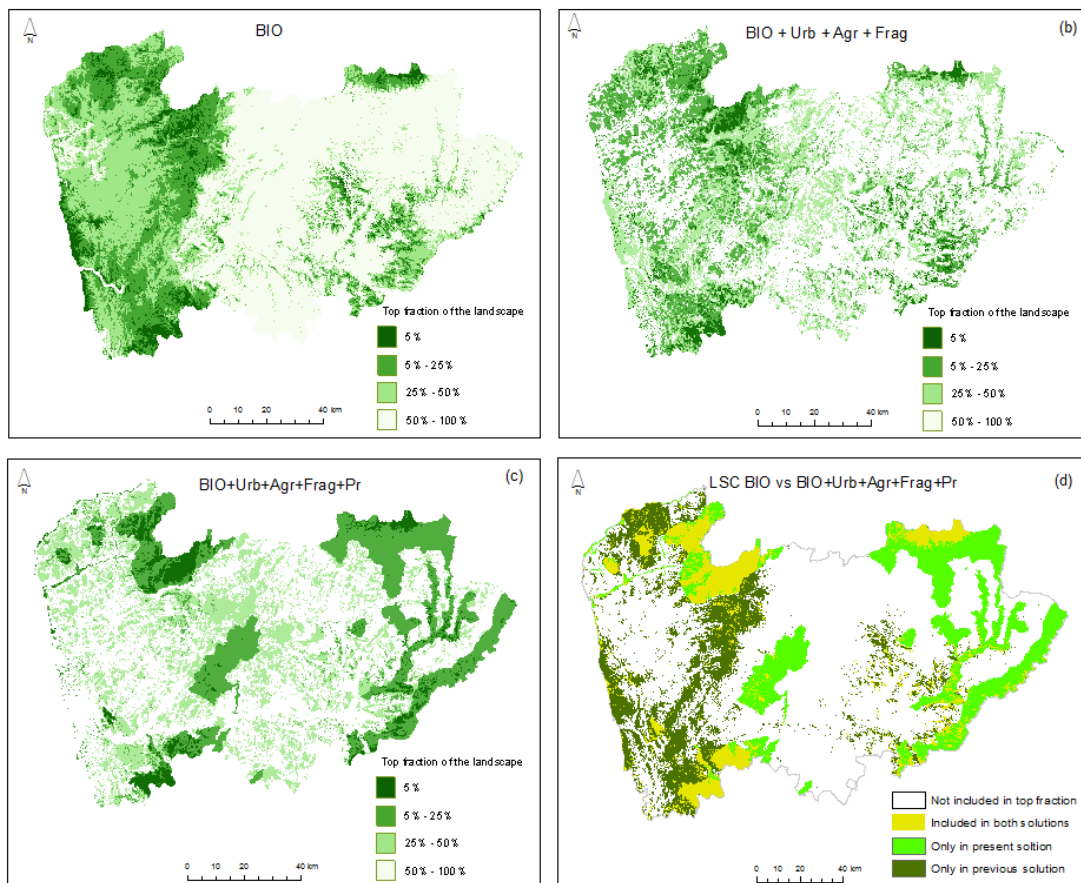 N
BIO
Top fraction of the landscape
5%
5% - 25%
25% - 50%
50% - 100%
0 10 20 40 km
N
BIO + Urb + Agr + Frag
(b)
Top fraction of the landscape
5%
5% - 25%
25% - 50%
50% - 100%
0 10 20 40 km
N
BIO+Urb+Agr+Frag+Pr
(c)
Top fraction of the landscape
5%
5% - 25%
25% - 50%
50% - 100%
0 10 20 40 km
N
LSC BIO vs BIO+Urb+Agr+Frag+Pr
(d)
Not included in top fraction
Included in both solutions
Only in present soltion
Only in previous solution
0 10 20 40 km